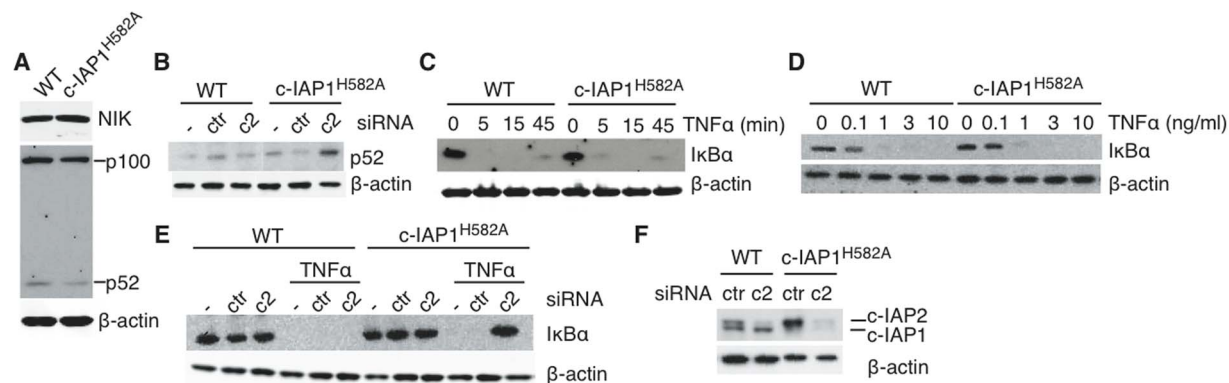 A
WT
c-IAP1H582A
NIK
p100
p52
β-actin
B
WT c-IAP1H582A
- ctr c2 - ctr c2 siRNA
p52
β-actin
C
WT c-IAP1H582A
0 5 15 45 0 5 15 45 TNFα (min)
IκBα
β-actin
D
WT c-IAP1H582A
0 0.1 1 3 10 0 0.1 1 3 10 TNFα (ng/ml)
IκBα
β-actin
E
WT c-IAP1H582A
TNFα TNFα
- ctr c2 - ctr c2 - ctr c2 - ctr c2 siRNA
IκBα
β-actin
F
WT c-IAP1H582A
siRNA ctr c2 ctr c2
c-IAP2
c-IAP1
β-actin